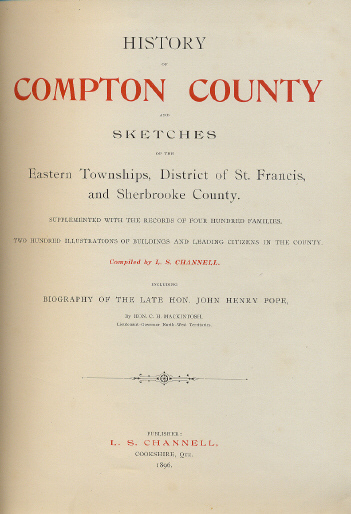 HISTORY
OF
COMPTON COUNTY
AND
SKETCHES
OF THE
Eastern Townships, District of St. Francis,
and Sherbrooke County.
SUPPLEMENTED WITH THE RECORDS OF FOUR HUNDRED FAMILIES,
TWO HUNDRED ILLUSTRATIONS OF BUILDINGS AND LEADING CITIZENS IN THE COUNTY.
Compiled by L. S. CHANNELL.
INCLUDING
BIOGRAPHY OF THE LATE HON. JOHN HENRY POPE,
By HON. C. H. MACKINTOSH,
Lieutenant-Governor North-West Territories.
PUBLISHER:
L. S. CHANNELL,
COOKSHIRE, QUE.
1896.